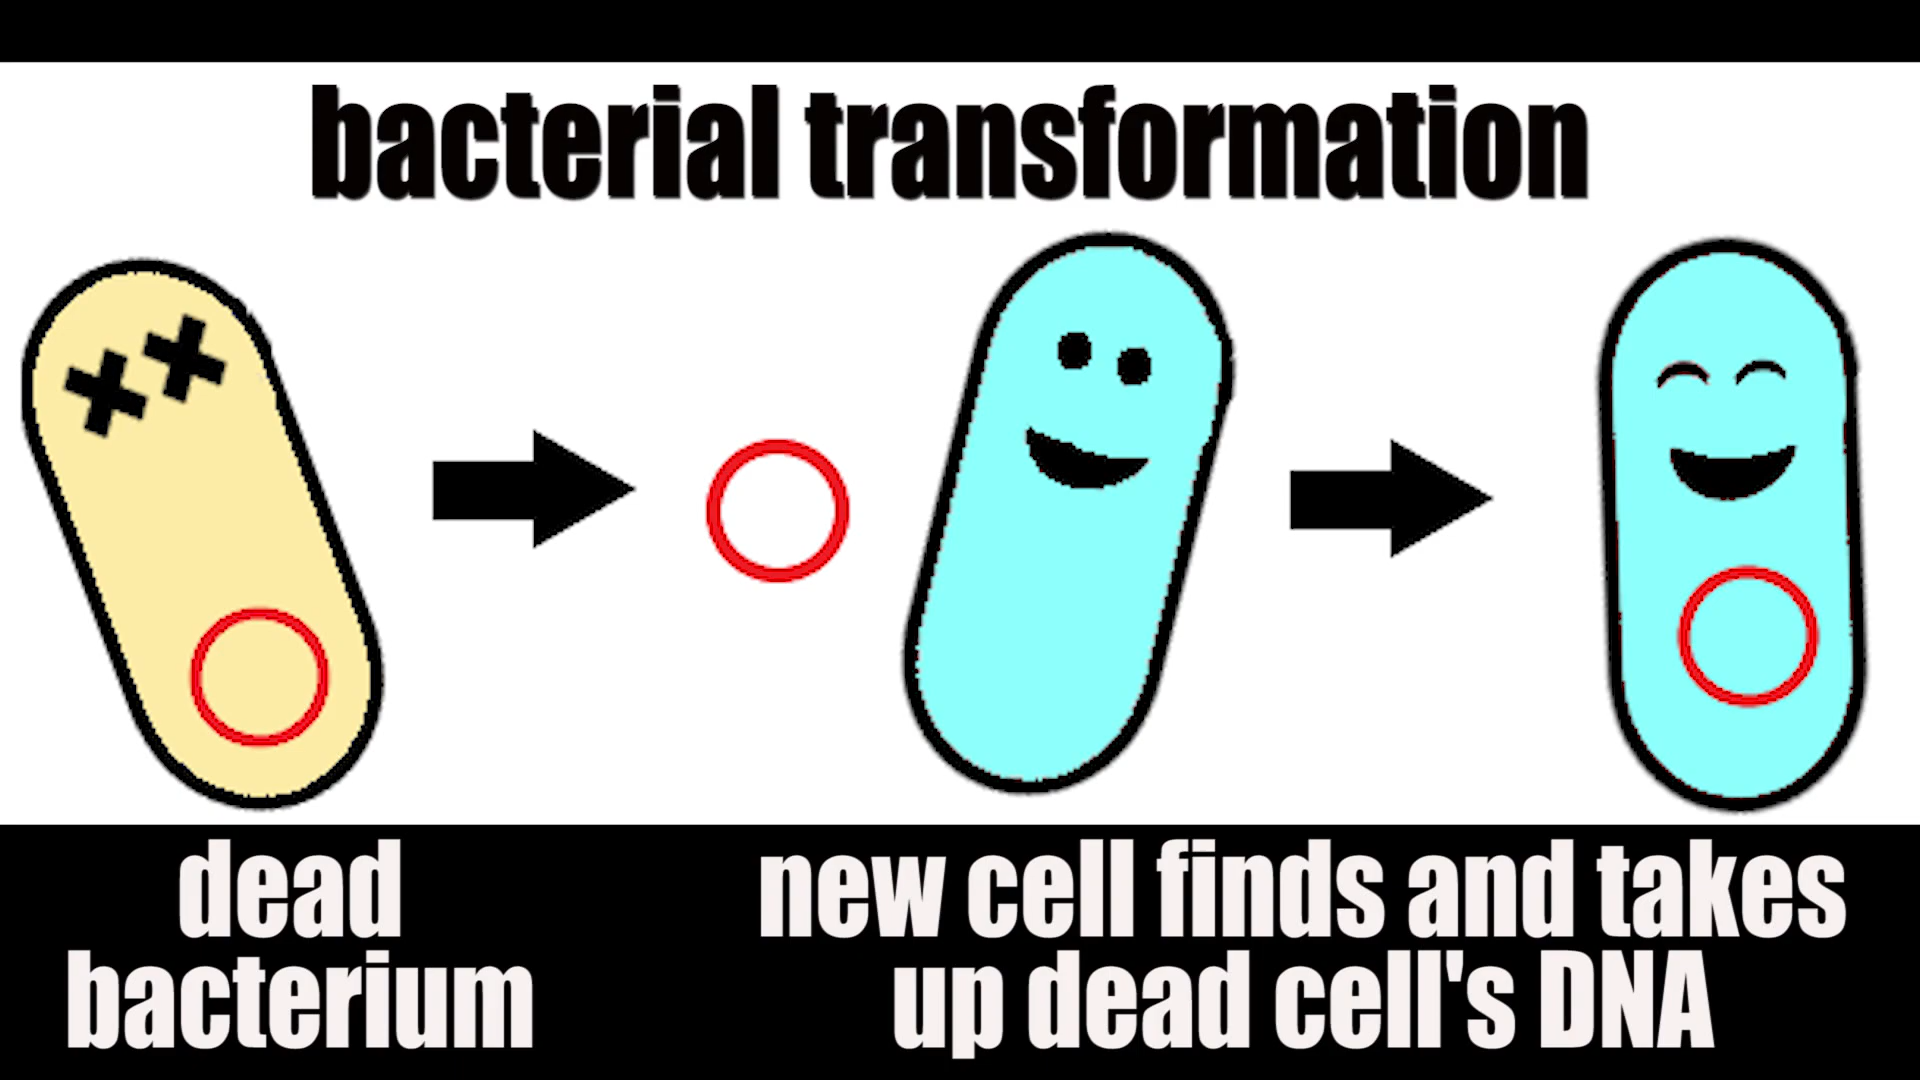 bacterial transformation
dead
bacterium
new cell finds and takes
up dead cell's DNA